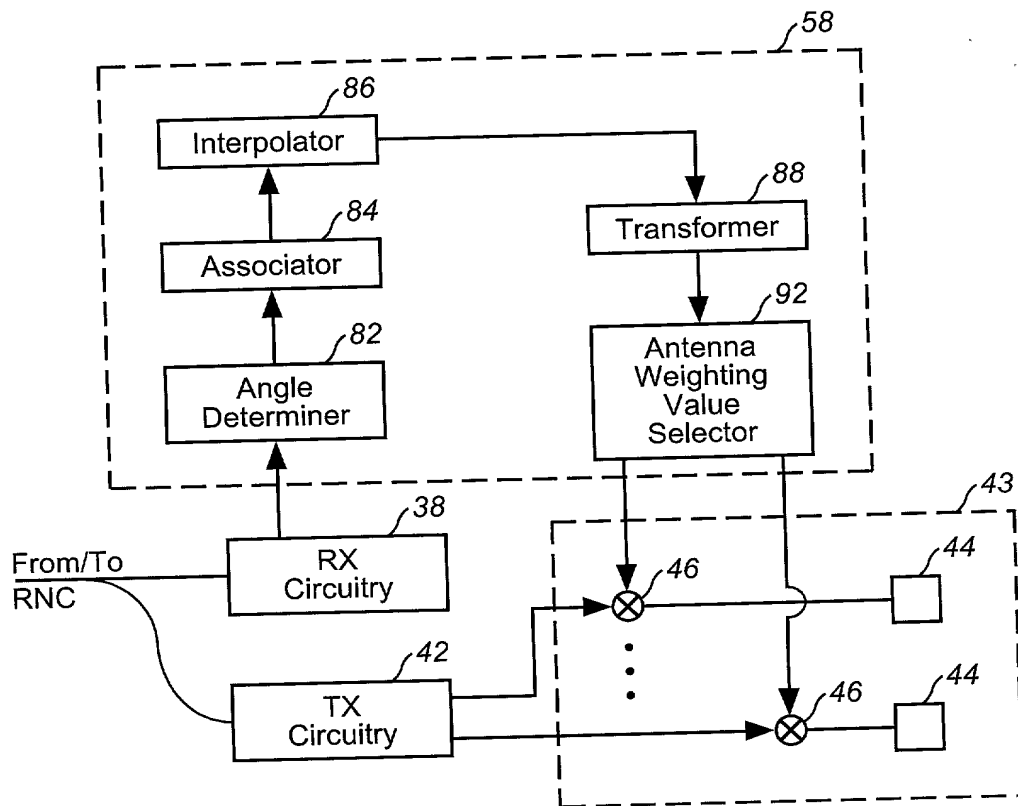 58
86
Interpolator
84
Associator
82
Angle
Determiner
88
Transformer
92
Antenna
Weighting
Value
Selector
38
RX
Circuitry
From/To
RNC
42
TX
Circuitry
43
46
44
46
44